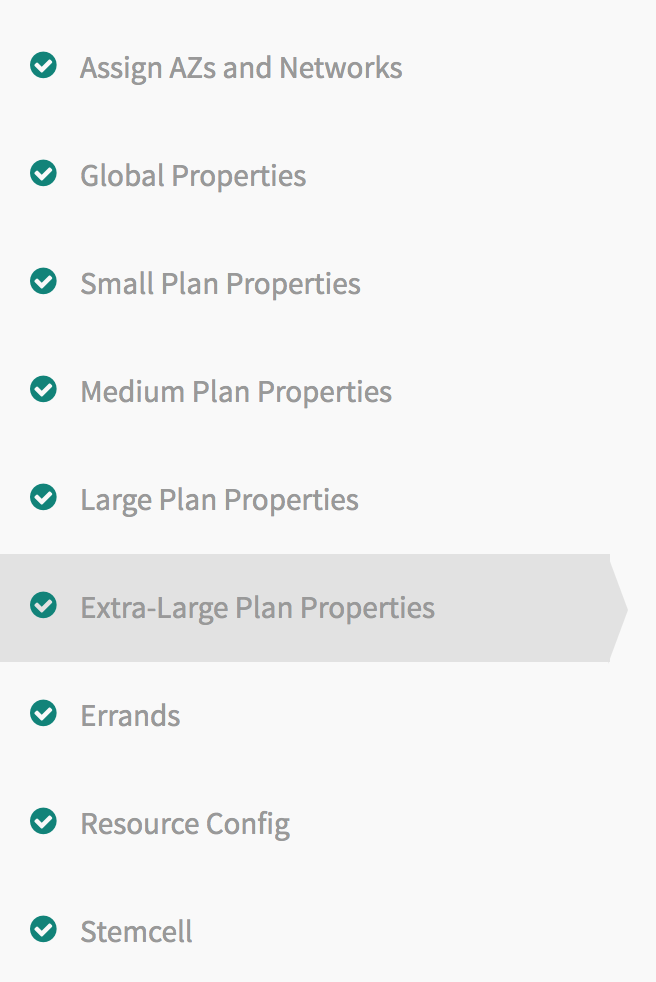 Assign AZs and Networks
Global Properties
Small Plan Properties
Medium Plan Properties
Large Plan Properties
Extra-Large Plan Properties
Errands
Resource Config
Stemcell